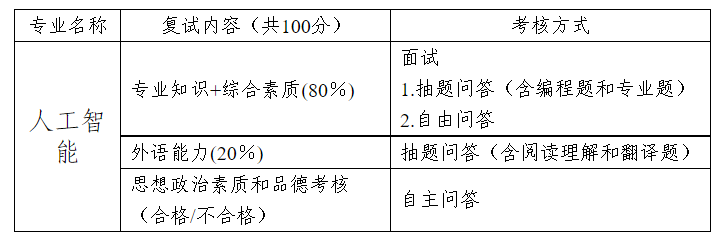 专业名称
复试内容（共100分）
考核方式
人工智
能
专业知识+综合素质(80%)
面试
1.抽题问答（含编程题和专业题）
2.自由问答
外语能力(20%)
抽题问答（含阅读理解和翻译题）
思想政治素质和品德考核
（合格/不合格）
自主问答